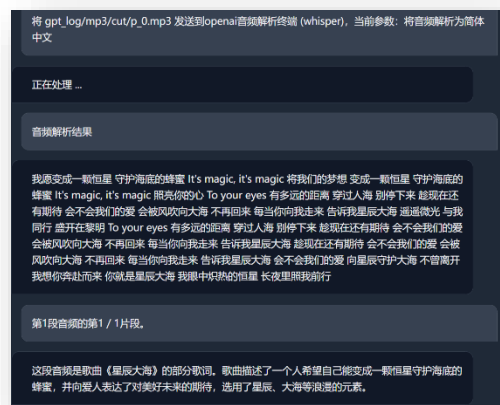 将 gpt_log/mp3/cut/p_0.mp3 发送到openai音频解析终端 (whisper)，当前参数：将音频解析为简体
中文
正在处理 ...
音频解析结果
我愿变成一颗恒星 守护海底的蜂蜜 It's magic, it's magic 将我们的梦想 变成一颗恒星 守护海底的
蜂蜜 It's magic, it's magic 照亮你的心 To your eyes 有多远的距离 穿过人海 别停下来 趁现在还
有期待 会不会我们的爱 会被风吹向大海 不再回来 每当你向我走来 告诉我星辰大海 遥遥微光 与我
同行 盛开在黎明 To your eyes 有多远的距离 穿过人海 别停下来 趁现在还有期待 会不会我们的爱
会被风吹向大海 不再回来 每当你向我走来 告诉我星辰大海 趁现在还有期待 会不会我们的爱 会被
风吹向大海 不再回来 每当你向我走来 告诉我星辰大海 会不会我们的爱 向星辰守护大海 不曾离开
我想你奔赴而来 你就是星辰大海 我眼中炽热的恒星 长夜里照我前行
第1段音频的第1 / 1片段。
这段音频是歌曲《星辰大海》的部分歌词。歌曲描述了一个人希望自己能变成一颗恒星守护海底的
蜂蜜，并向爱人表达了对美好未来的期待，选用了星辰、大海等浪漫的元素。